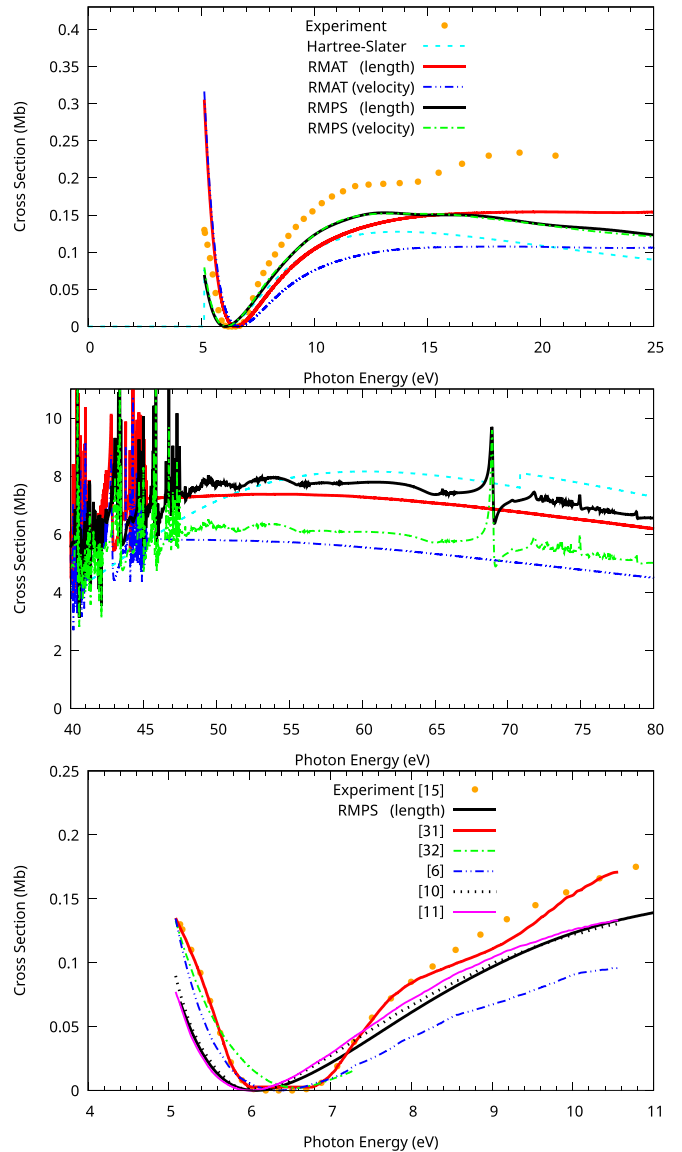 0.4
0.35
0.3
0.25
0.2
0.15
0.1
0.05
0
Cross Section (Mb)
Experiment
Hartree-Slater
RMAT (length)
RMAT (velocity)
RMPS (length)
RMPS (velocity)
0 5 10 15 20 25
Photon Energy (eV)
10
8
6
4
2
0
Cross Section (Mb)
40 45 50 55 60 65 70 75 80
Photon Energy (eV)
0.25
0.2
0.15
0.1
0.05
0
Cross Section (Mb)
Experiment [15]
RMPS (length)
[31]
[32]
[6]
[10]
[11]
4 5 6 7 8 9 10 11
Photon Energy (eV)